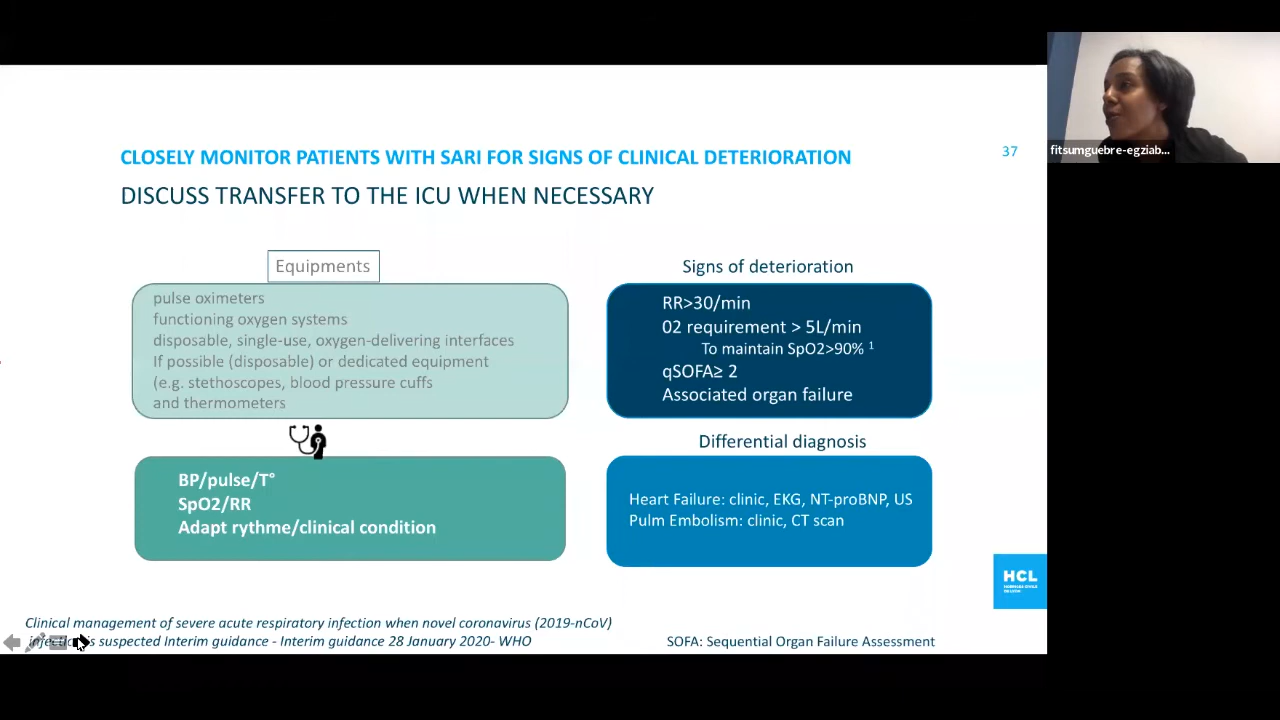 CLOSELY MONITOR PATIENTS WITH SARI FOR SIGNS OF CLINICAL DETERIORATION
37
DISCUSS TRANSFER TO THE ICU WHEN NECESSARY
fitsumguebre-egziab...
Equipments
pulse oximeters
functioning oxygen systems
disposable, single-use, oxygen-delivering interfaces
If possible (disposable) or dedicated equipment
(e.g. stethoscopes, blood pressure cuffs
and thermometers
Signs of deterioration
RR>30/min
02 requirement > 5L/min
To maintain SpO2>90% ¹
qSOFA≥ 2
Associated organ failure
BP/pulse/T°
SpO2/RR
Adapt rythme/clinical condition
Differential diagnosis
Heart Failure: clinic, EKG, NT-proBNP, US
Pulm Embolism: clinic, CT scan
HCL
HOSPICES CIVILS
DE LYON
Clinical management of severe acute respiratory infection when novel coronavirus (2019-nCoV)
infection is suspected Interim guidance - Interim guidance 28 January 2020- WHO
SOFA: Sequential Organ Failure Assessment